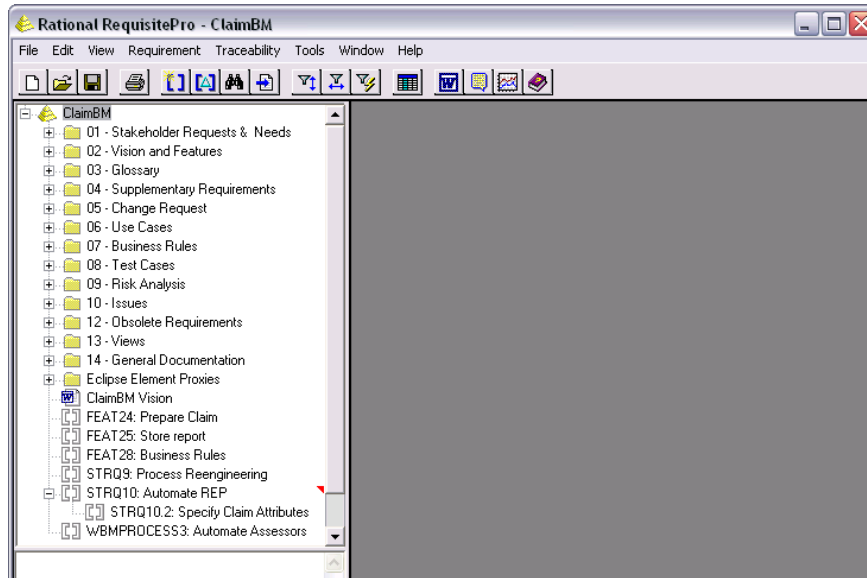 Rational RequisitePro - ClaimBM
File Edit View Requirement Traceability Tools Window Help
ClaimBM
01 - Stakeholder Requests & Needs
02 - Vision and Features
03 - Glossary
04 - Supplementary Requirements
05 - Change Request
06 - Use Cases
07 - Business Rules
08 - Test Cases
09 - Risk Analysis
10 - Issues
12 - Obsolete Requirements
13 - Views
14 - General Documentation
Eclipse Element Proxies
ClaimBM Vision
FEAT24: Prepare Claim
FEAT25: Store report
FEAT28: Business Rules
STRQ9: Process Reengineering
STRQ10: Automate REP
STRQ10.2: Specify Claim Attributes
WBMPROCESS3: Automate Assessors